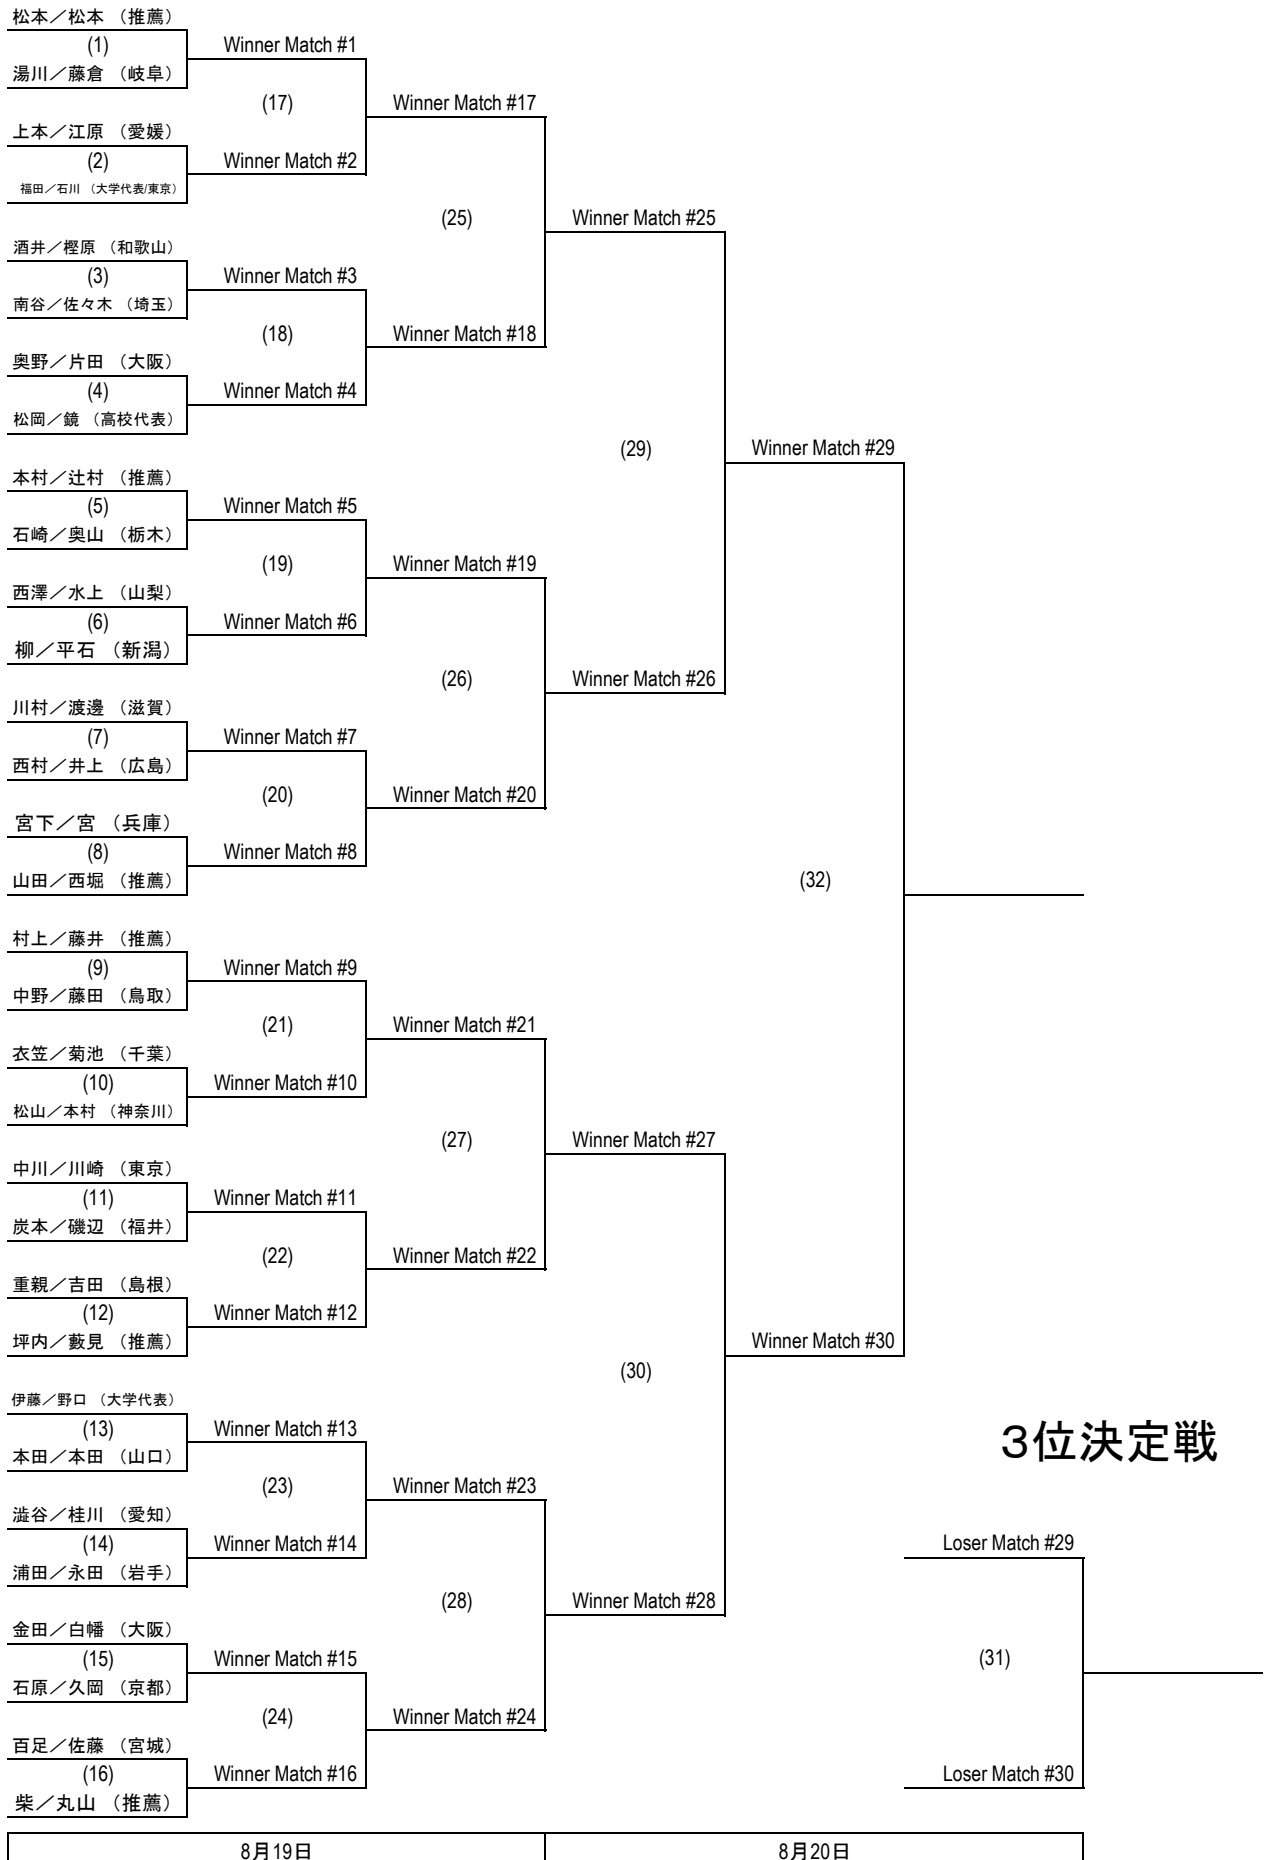 松本／松本 （推薦）
(1)
Winner Match #1
湯川／藤倉 （岐阜）
(17)
Winner Match #17
上本／江原 （愛媛）
(2)
Winner Match #2
福田／石川 （大学代表/東京）
(25)
Winner Match #25
酒井／樫原 （和歌山）
(3)
Winner Match #3
南谷／佐々木 （埼玉）
(18)
Winner Match #18
奥野／片田 （大阪）
(4)
Winner Match #4
松岡／鏡 （高校代表）
(29)
Winner Match #29
本村／辻村 （推薦）
(5)
Winner Match #5
石崎／奥山 （栃木）
(19)
Winner Match #19
西澤／水上 （山梨）
(6)
Winner Match #6
柳／平石 （新潟）
(26)
Winner Match #26
川村／渡邊 （滋賀）
(7)
Winner Match #7
西村／井上 （広島）
(20)
Winner Match #20
宮下／宮 （兵庫）
(8)
Winner Match #8
山田／西堀 （推薦）
(32)
村上／藤井 （推薦）
(9)
Winner Match #9
中野／藤田 （鳥取）
(21)
Winner Match #21
衣笠／菊池 （千葉）
(10)
Winner Match #10
松山／本村 （神奈川）
(27)
Winner Match #27
中川／川崎 （東京）
(11)
Winner Match #11
炭本／磯辺 （福井）
(22)
Winner Match #22
重親／吉田 （島根）
(12)
Winner Match #12
坪内／藪見 （推薦）
Winner Match #30
(30)
伊藤／野口 （大学代表）
(13)
Winner Match #13
本田／本田 （山口）
３位決定戦
(23)
Winner Match #23
澁谷／桂川 （愛知）
(14)
Winner Match #14
Loser Match #29
浦田／永田 （岩手）
(28)
Winner Match #28
金田／白幡 （大阪）
(15)
Winner Match #15
(31)
石原／久岡 （京都）
(24)
Winner Match #24
百足／佐藤 （宮城）
(16)
Winner Match #16
Loser Match #30
柴／丸山 （推薦）
8月19日
8月20日